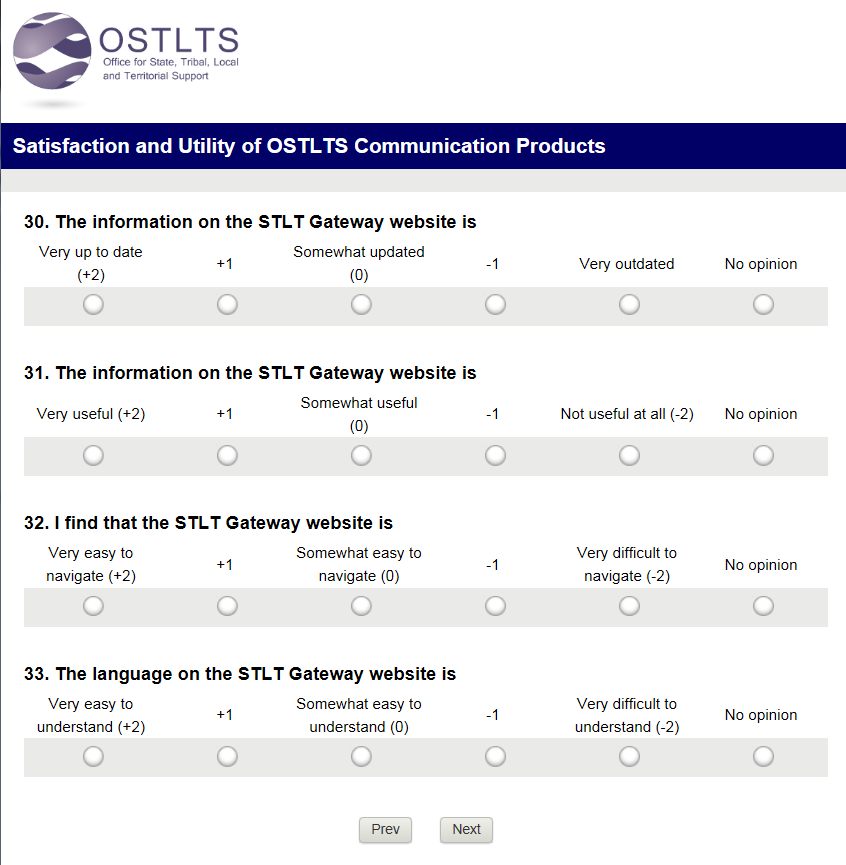 OSTLTS
Office for State, Tribal, Local
and Territorial Support
Satisfaction and Utility of OSTLTS Communication Products
30. The information on the STLT Gateway website is
Very up to date
(+2)
+1
Somewhat updated
(0)
-1
Very outdated
No opinion
31. The information on the STLT Gateway website is
Very useful (+2)
+1
Somewhat useful
(0)
-1
Not useful at all (-2)
No opinion
32. I find that the STLT Gateway website is
Very easy to
navigate (+2)
+1
Somewhat easy to
navigate (0)
-1
Very difficult to
navigate (-2)
No opinion
33. The language on the STLT Gateway website is
Very easy to
understand (+2)
+1
Somewhat easy to
understand (0)
-1
Very difficult to
understand (-2)
No opinion
Prev
Next